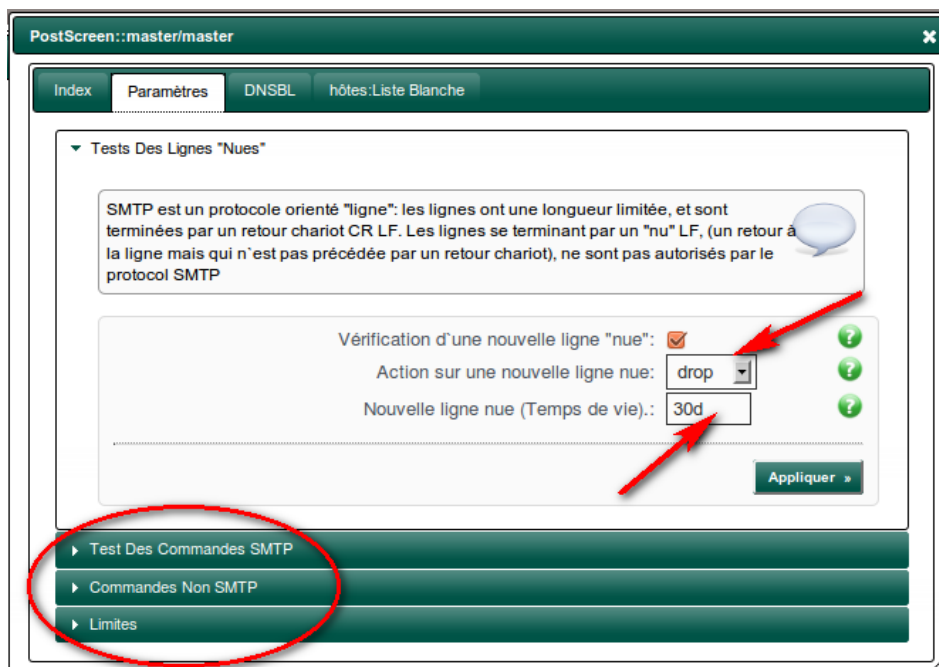 PostScreen::master/master
Index
Paramètres
DNSBL
hôtes:Liste Blanche
Tests Des Lignes "Nues"
SMTP est un protocole orienté "ligne": les lignes ont une longueur limitée, et sont
terminées par un retour chariot CR LF. Les lignes se terminant par un "nu" LF, (un retour à
la ligne mais qui n`est pas précédée par un retour chariot), ne sont pas autorisés par le
protocol SMTP
Vérification d`une nouvelle ligne "nue":
Action sur une nouvelle ligne nue: drop
Nouvelle ligne nue (Temps de vie).: 30d
Appliquer »
Test Des Commandes SMTP
Commandes Non SMTP
Limites